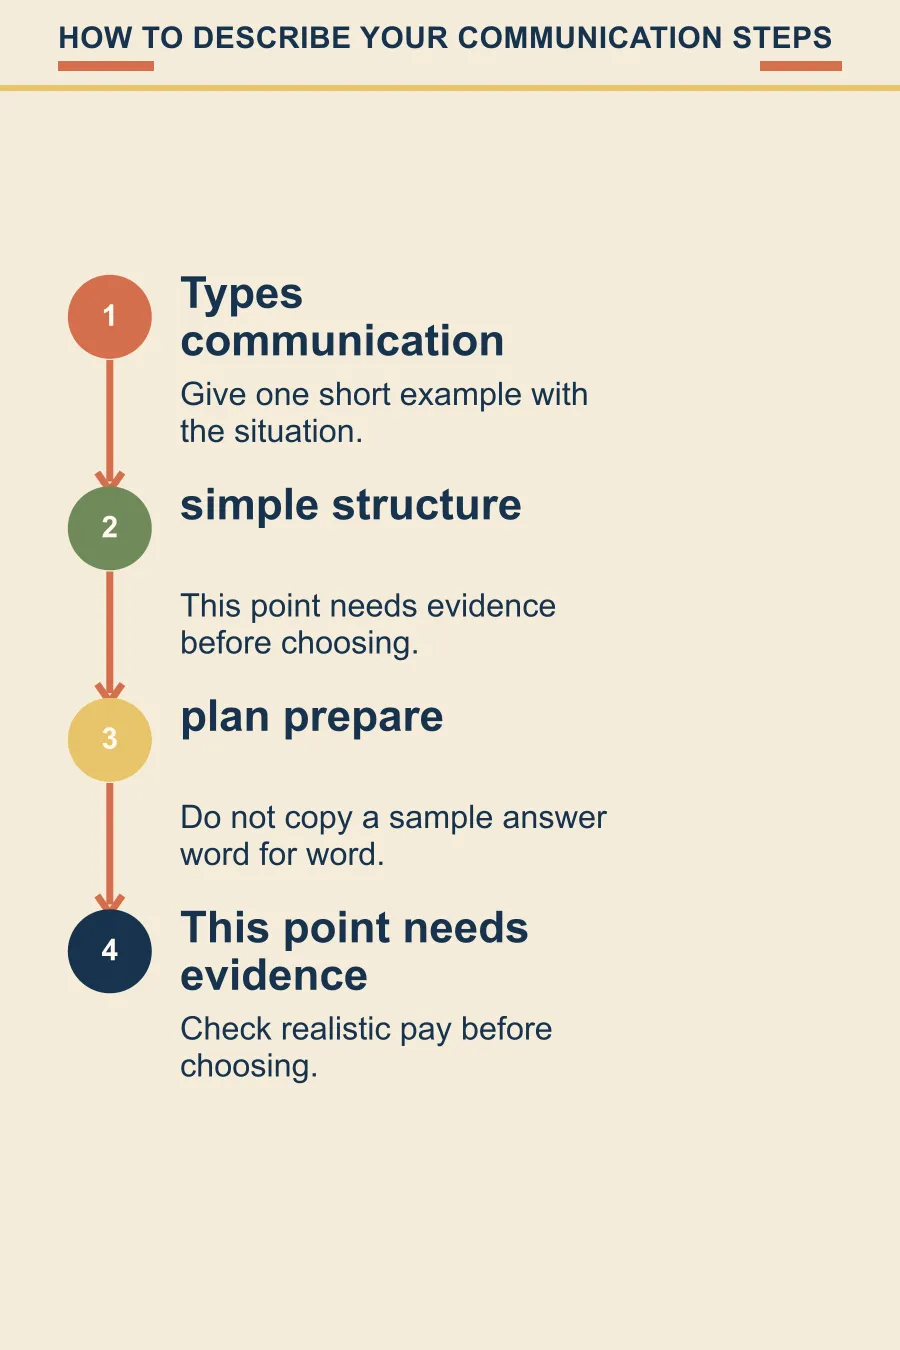 HOW TO DESCRIBE YOUR COMMUNICATION STEPS
1
Types
communication
Give one short example with
the situation.
2
simple structure
This point needs evidence
before choosing.
3
plan prepare
Do not copy a sample answer
word for word.
4
This point needs
evidence
Check realistic pay before
choosing.